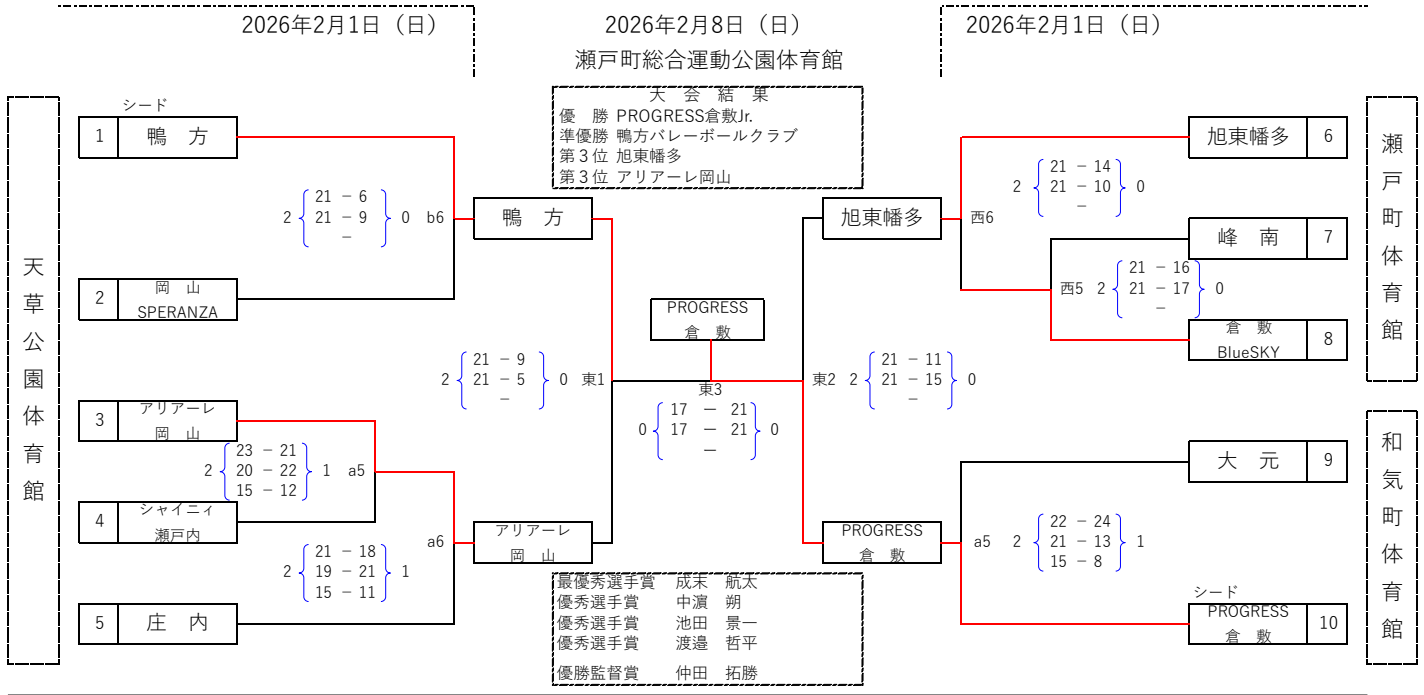 2026年2月1日（日）
2026年2月8日（日）
2026年2月1日（日）
瀬戸町総合運動公園体育館
大 会 結 果
優 勝 PROGRESS倉敷Jr.
準優勝 鴨方バレーボールクラブ
第３位 旭東幡多
第３位 アリアーレ岡山
天草公園体育館
シード
1 鴨 方
21 − 6
2 21 − 9 0 b6
−
2 岡 山
SPERANZA
鴨 方
3 アリアーレ
岡 山
23 − 21
2 20 − 22 1 a5
15 − 12
4 シャイニィ
瀬戸内
a6
21 − 18
2 19 − 21 1
15 − 11
5 庄 内
アリアーレ
岡 山
21 − 9
2 21 − 5 0 東1
−
PROGRESS
倉 敷
東3
17 − 21
0 17 − 21 0
−
21 − 11
東2 2 21 − 15 0
−
旭東幡多
PROGRESS
倉 敷
旭東幡多 6
21 − 14
2 21 − 10 0
−
西6
峰 南 7
21 − 16
西5 2 21 − 17 0
−
倉 敷
BlueSKY 8
瀬戸町体育館
大 元 9
22 − 24
a5 2 21 − 13 1
15 − 8
シード
PROGRESS
倉 敷 10
和気町体育館
最優秀選手賞 成末 航太
優秀選手賞 中濵 朔
優秀選手賞 池田 景一
優秀選手賞 渡邉 哲平
優勝監督賞 仲田 拓勝